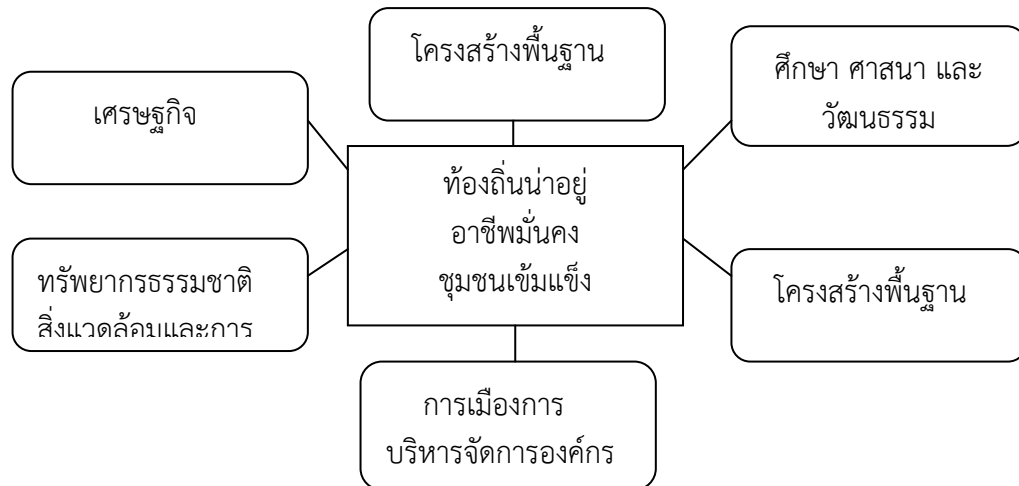 โครงสร้างพื้นฐาน
ศึกษา ศาสนา และ
วัฒนธรรม
เศรษฐกิจ
ท้องถิ่นน่าอยู่
อาชีพมั่นคง
ชุมชนเข้มแข็ง
ทรัพยากรธรรมชาติ
สิ่งแวดล้อมและการ
โครงสร้างพื้นฐาน
การเมืองการ
บริหารจัดการองค์กร